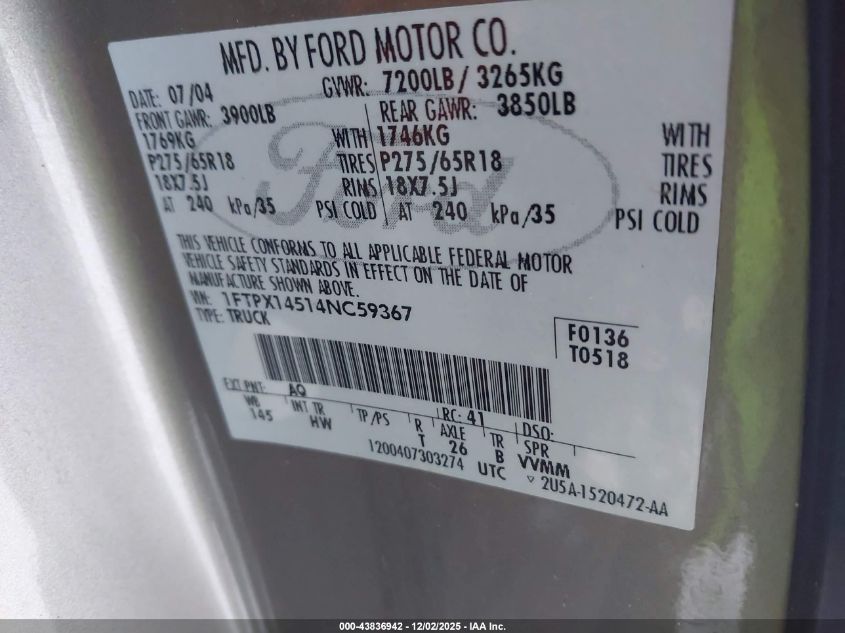 MFD. BY FORD MOTOR CO.
DATE: 07/04 GVWR: 7200LB / 3265KG
FRONT GAWR: 3900LB REAR GAWR: 3850LB
1769KG WITH 1746KG WITH
P275/65R18 TIRES P275/65R18 TIRES
18X7.5J RIMS 18X7.5J RIMS
AT 240 kPa/35 PSI COLD AT 240 kPa/35 PSI COLD
Ford
THIS VEHICLE CONFORMS TO ALL APPLICABLE FEDERAL MOTOR
VEHICLE SAFETY STANDARDS IN EFFECT ON THE DATE OF
MANUFACTURE SHOWN ABOVE.
VIN: 1FTPX14514NC59367
TYPE: TRUCK
F0136
T0518
EXT PNT: AQ RC: 41 DSO:
WB INT TR TP/PS R AXLE TR SPR
145 HW T 26 B VVMM
1200407303274 UTC ▽ 2U5A-1520472-AA
000-43836942 - 12/02/2025 - IAA Inc.